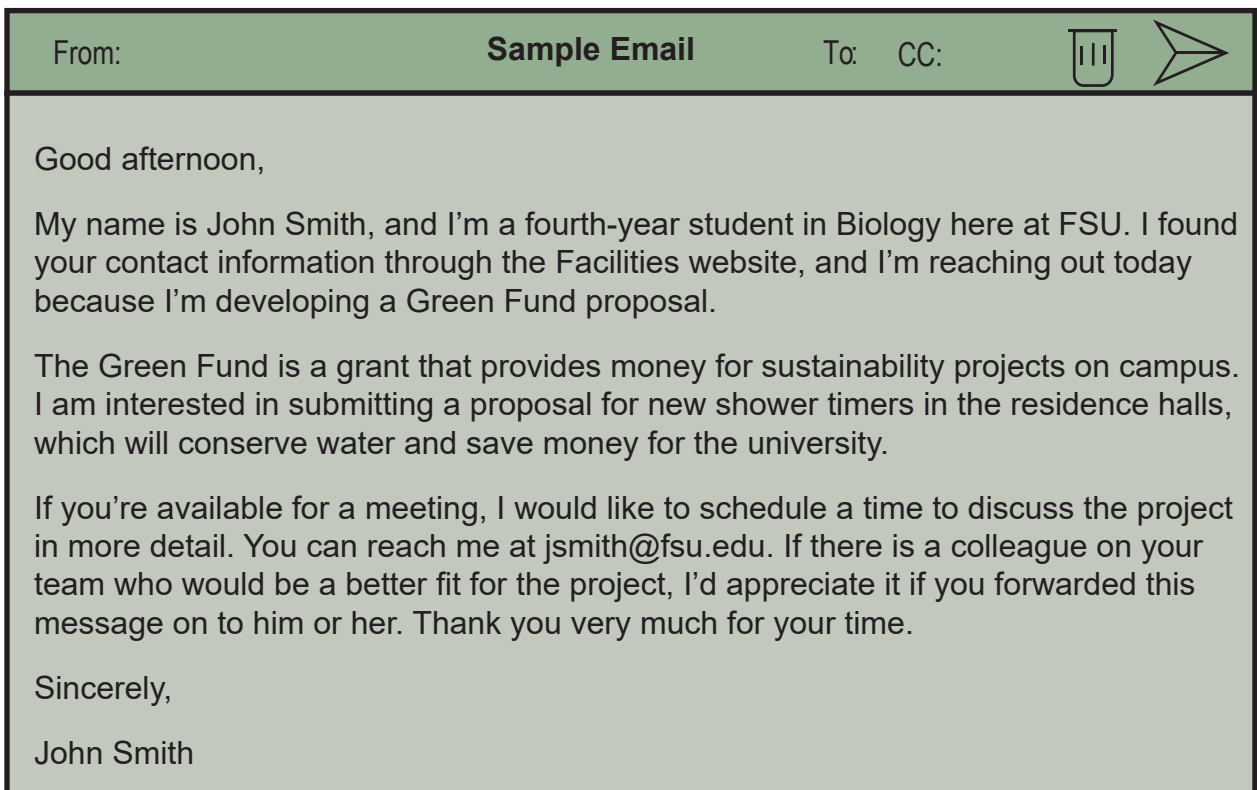 From: Sample Email To: CC:
Good afternoon,
My name is John Smith, and I’m a fourth-year student in Biology here at FSU. I found
your contact information through the Facilities website, and I’m reaching out today
because I’m developing a Green Fund proposal.
The Green Fund is a grant that provides money for sustainability projects on campus.
I am interested in submitting a proposal for new shower timers in the residence halls,
which will conserve water and save money for the university.
If you’re available for a meeting, I would like to schedule a time to discuss the project
in more detail. You can reach me at jsmith@fsu.edu. If there is a colleague on your
team who would be a better fit for the project, I’d appreciate it if you forwarded this
message on to him or her. Thank you very much for your time.
Sincerely,
John Smith